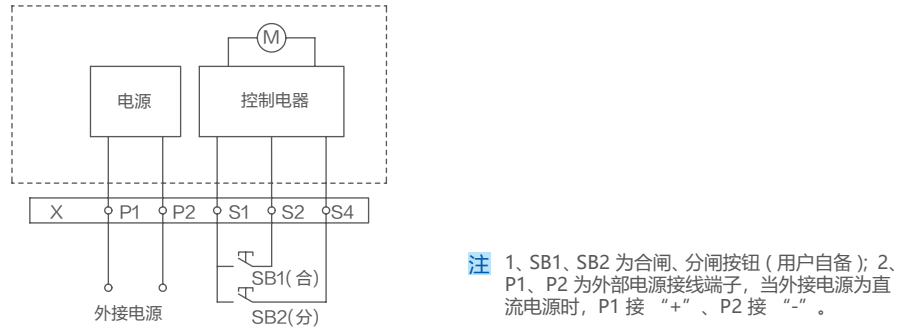 M
电源
控制电器
X P1 P2 S1 S2 S4
SB1(合)
外接电源
SB2(分)
注 1、SB1、SB2 为合闸、分闸按钮 ( 用户自备 )；2、
P1、P2 为外部电源接线端子，当外接电源为直
流电源时，P1 接 “+” 、P2 接 “-” 。